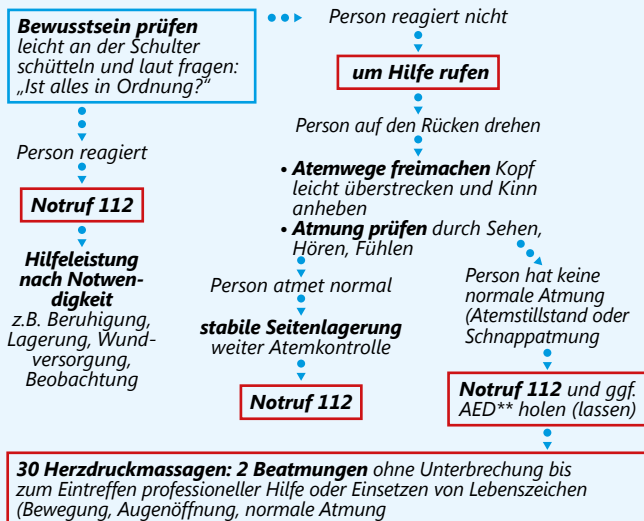 Bewusstsein prüfen
leicht an der Schulter
schütteln und laut fragen:
„Ist alles in Ordnung?“
Person reagiert
Notruf 112
Hilfeleistung
nach Notwen-
digkeit
z.B. Beruhigung,
Lagerung, Wund-
versorgung,
Beobachtung
Person reagiert nicht
um Hilfe rufen
Person auf den Rücken drehen
• Atemwege freimachen Kopf
leicht überstrecken und Kinn
anheben
• Atmung prüfen durch Sehen,
Hören, Fühlen
Person atmet normal
stabile Seitenlagerung
weiter Atemkontrolle
Notruf 112
Person hat keine
normale Atmung
(Atemstillstand oder
Schnappatmung
Notruf 112 und ggf.
AED** holen (lassen)
30 Herzdruckmassagen: 2 Beatmungen ohne Unterbrechung bis
zum Eintreffen professioneller Hilfe oder Einsetzen von Lebenszeichen
(Bewegung, Augenöffnung, normale Atmung